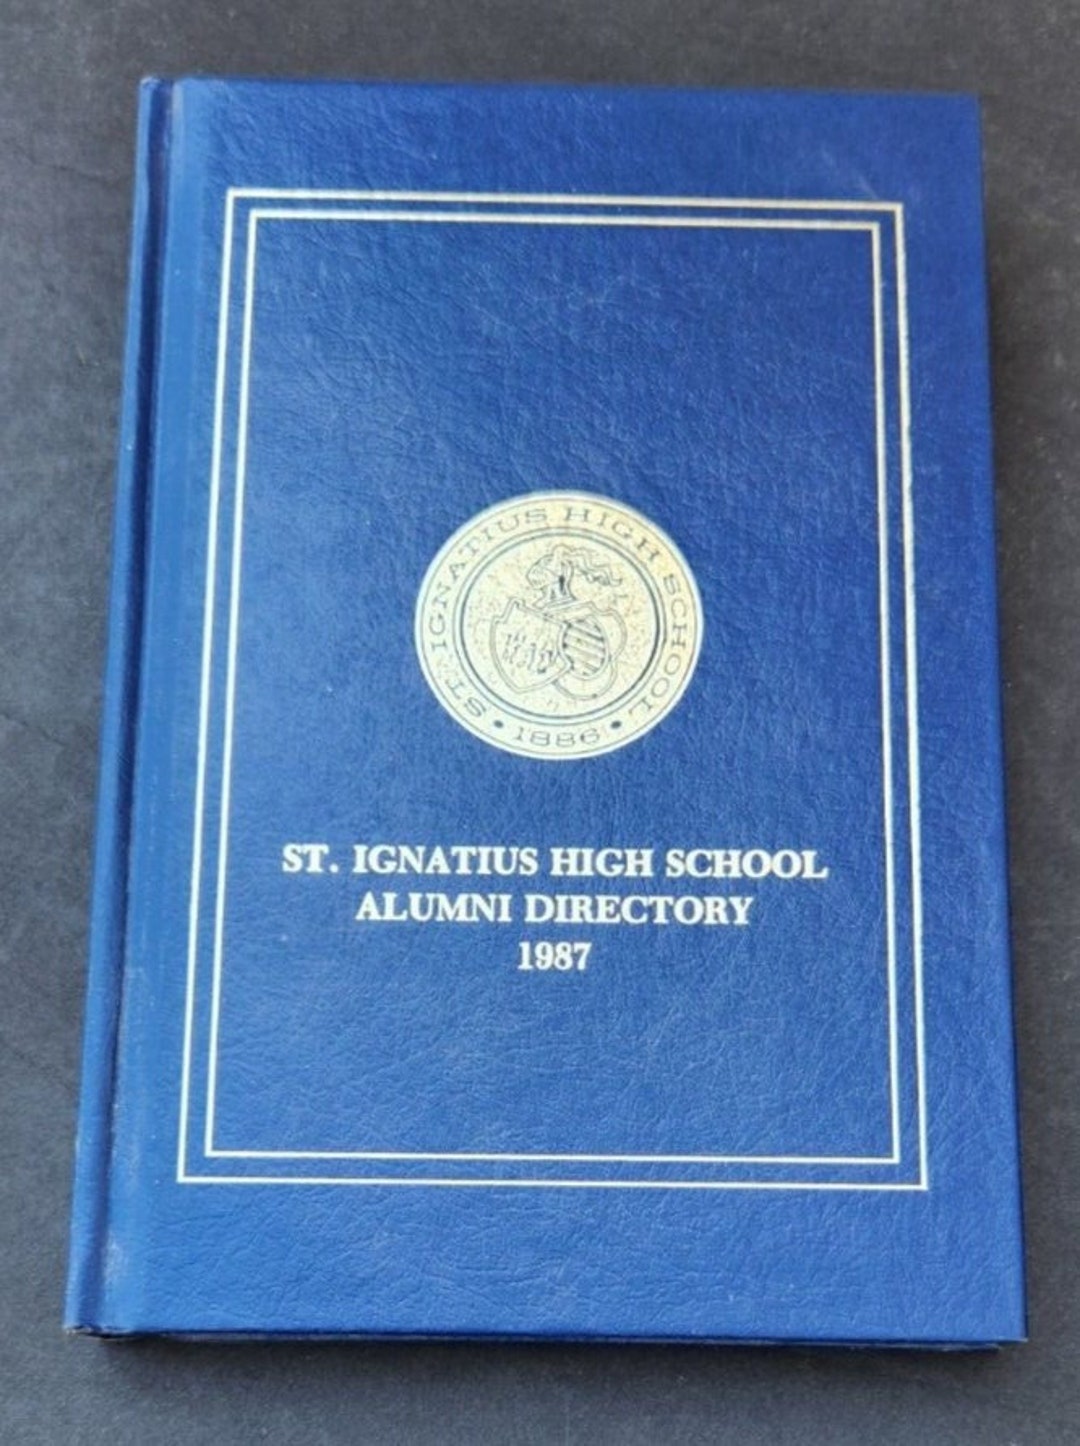 ST. IGNATIUS HIGH SCHOOL
• 1886 •
ST. IGNATIUS HIGH SCHOOL
ALUMNI DIRECTORY
1987